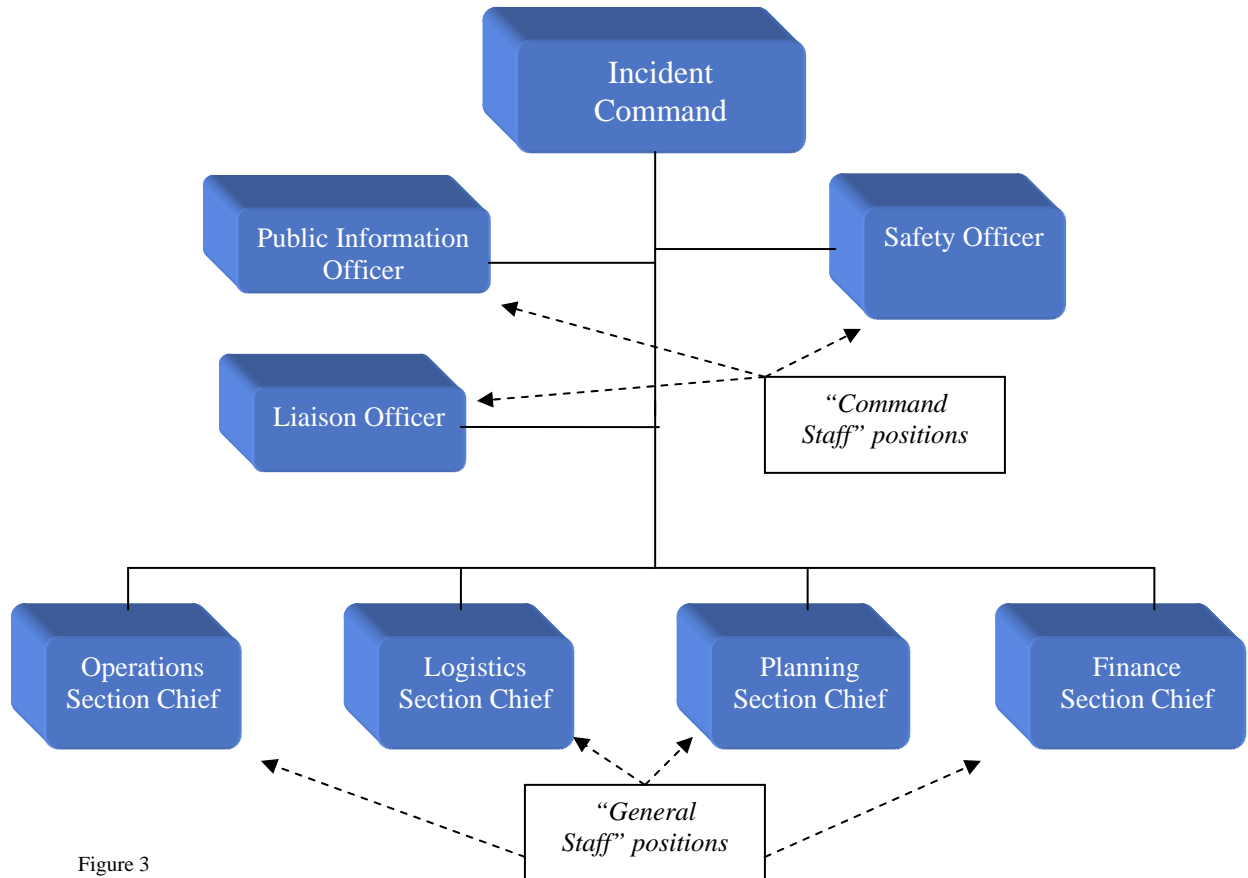 Incident
Command
Public Information
Officer
Safety Officer
Liaison Officer
“Command
Staff” positions
Operations
Section Chief
Logistics
Section Chief
Planning
Section Chief
Finance
Section Chief
“General
Staff” positions
Figure 3